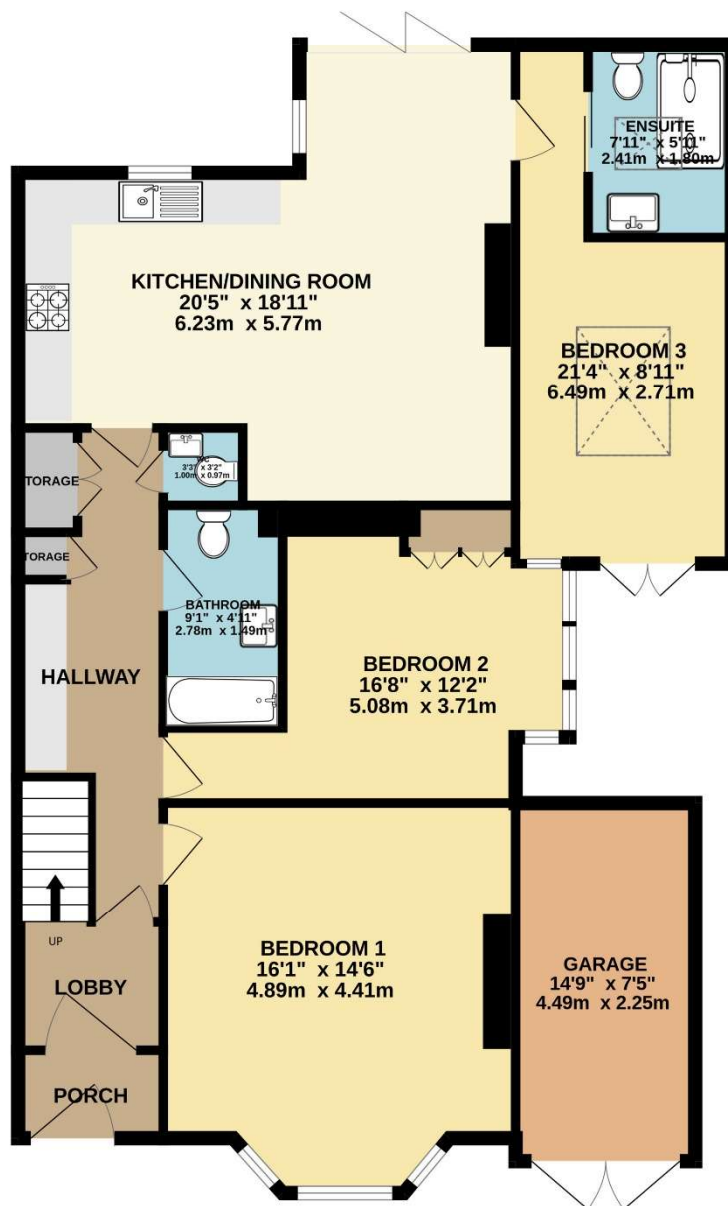 ENSUITE
7'11" x 5'11"
2.41m x 1.80m
KITCHEN/DINING ROOM
20'5" x 18'11"
6.23m x 5.77m
BEDROOM 3
21'4" x 8'11"
6.49m x 2.71m
TORAGE
3'3" x 3'2"
1.00m x 0.97m
TORAGE
BATHROOM
9'1" x 4'11"
2.78m x 1.49m
HALLWAY
BEDROOM 2
16'8" x 12'2"
5.08m x 3.71m
UP
LOBBY
PORCH
BEDROOM 1
16'1" x 14'6"
4.89m x 4.41m
GARAGE
14'9" x 7'5"
4.49m x 2.25m